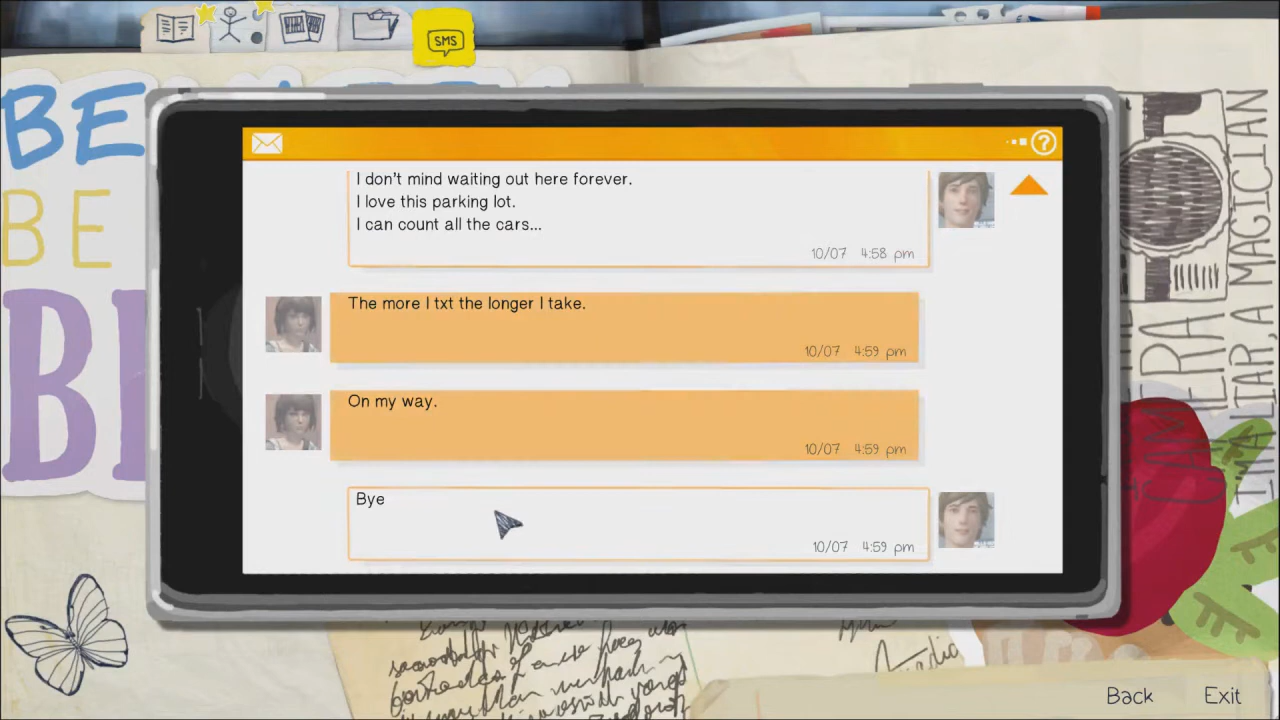 SMS
BE
BE
I don't mind waiting out here forever.
I love this parking lot.
I can count all the cars...
10/07 4:58 pm
The more I txt the longer I take.
10/07 4:59 pm
On my way.
10/07 4:59 pm
Bye
10/07 4:59 pm
CAMERA
LIAR, A MAGICIAN
Back
Exit